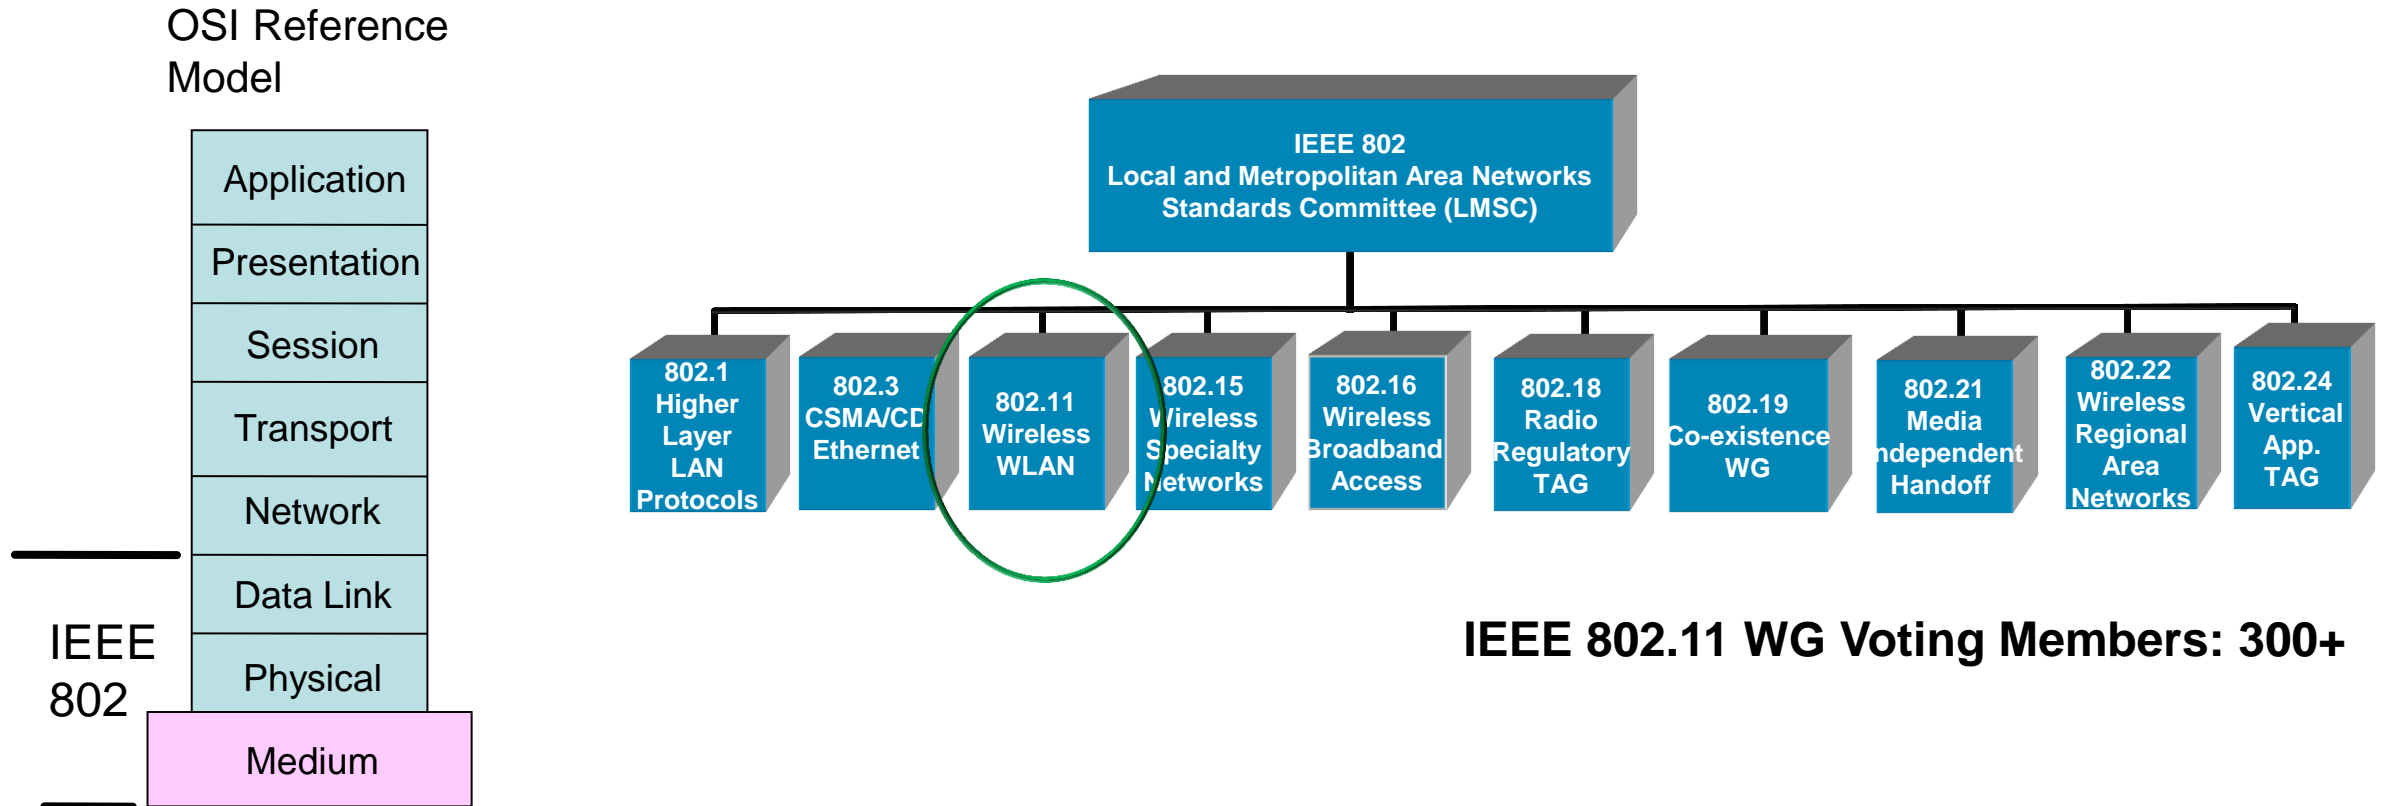 OSI Reference
Model
Application
Presentation
Session
Transport
Network
Data Link
Physical
Medium
IEEE
802
IEEE 802
Local and Metropolitan Area Networks
Standards Committee (LMSC)
802.1
Higher
Layer
LAN
Protocols
802.3
CSMA/CD
Ethernet
802.11
Wireless
WLAN
802.15
Wireless
Specialty
Networks
802.16
Wireless
Broadband
Access
802.18
Radio
Regulatory
TAG
802.19
Co-existence
WG
802.21
Media
Independent
Handoff
802.22
Wireless
Regional
Area
Networks
802.24
Vertical
App.
TAG
IEEE 802.11 WG Voting Members: 300+